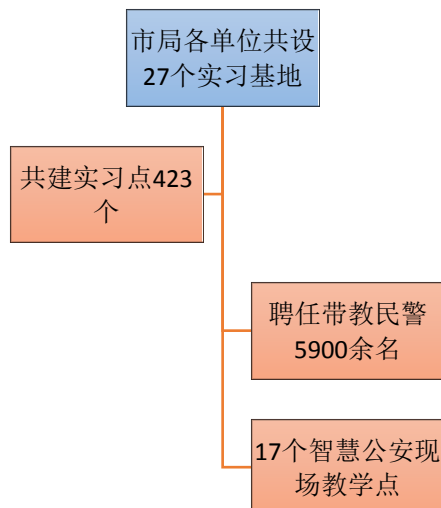 市局各单位共设
27个实习基地
共建实习点423
个
聘任带教民警
5900余名
17个智慧公安现
场教学点